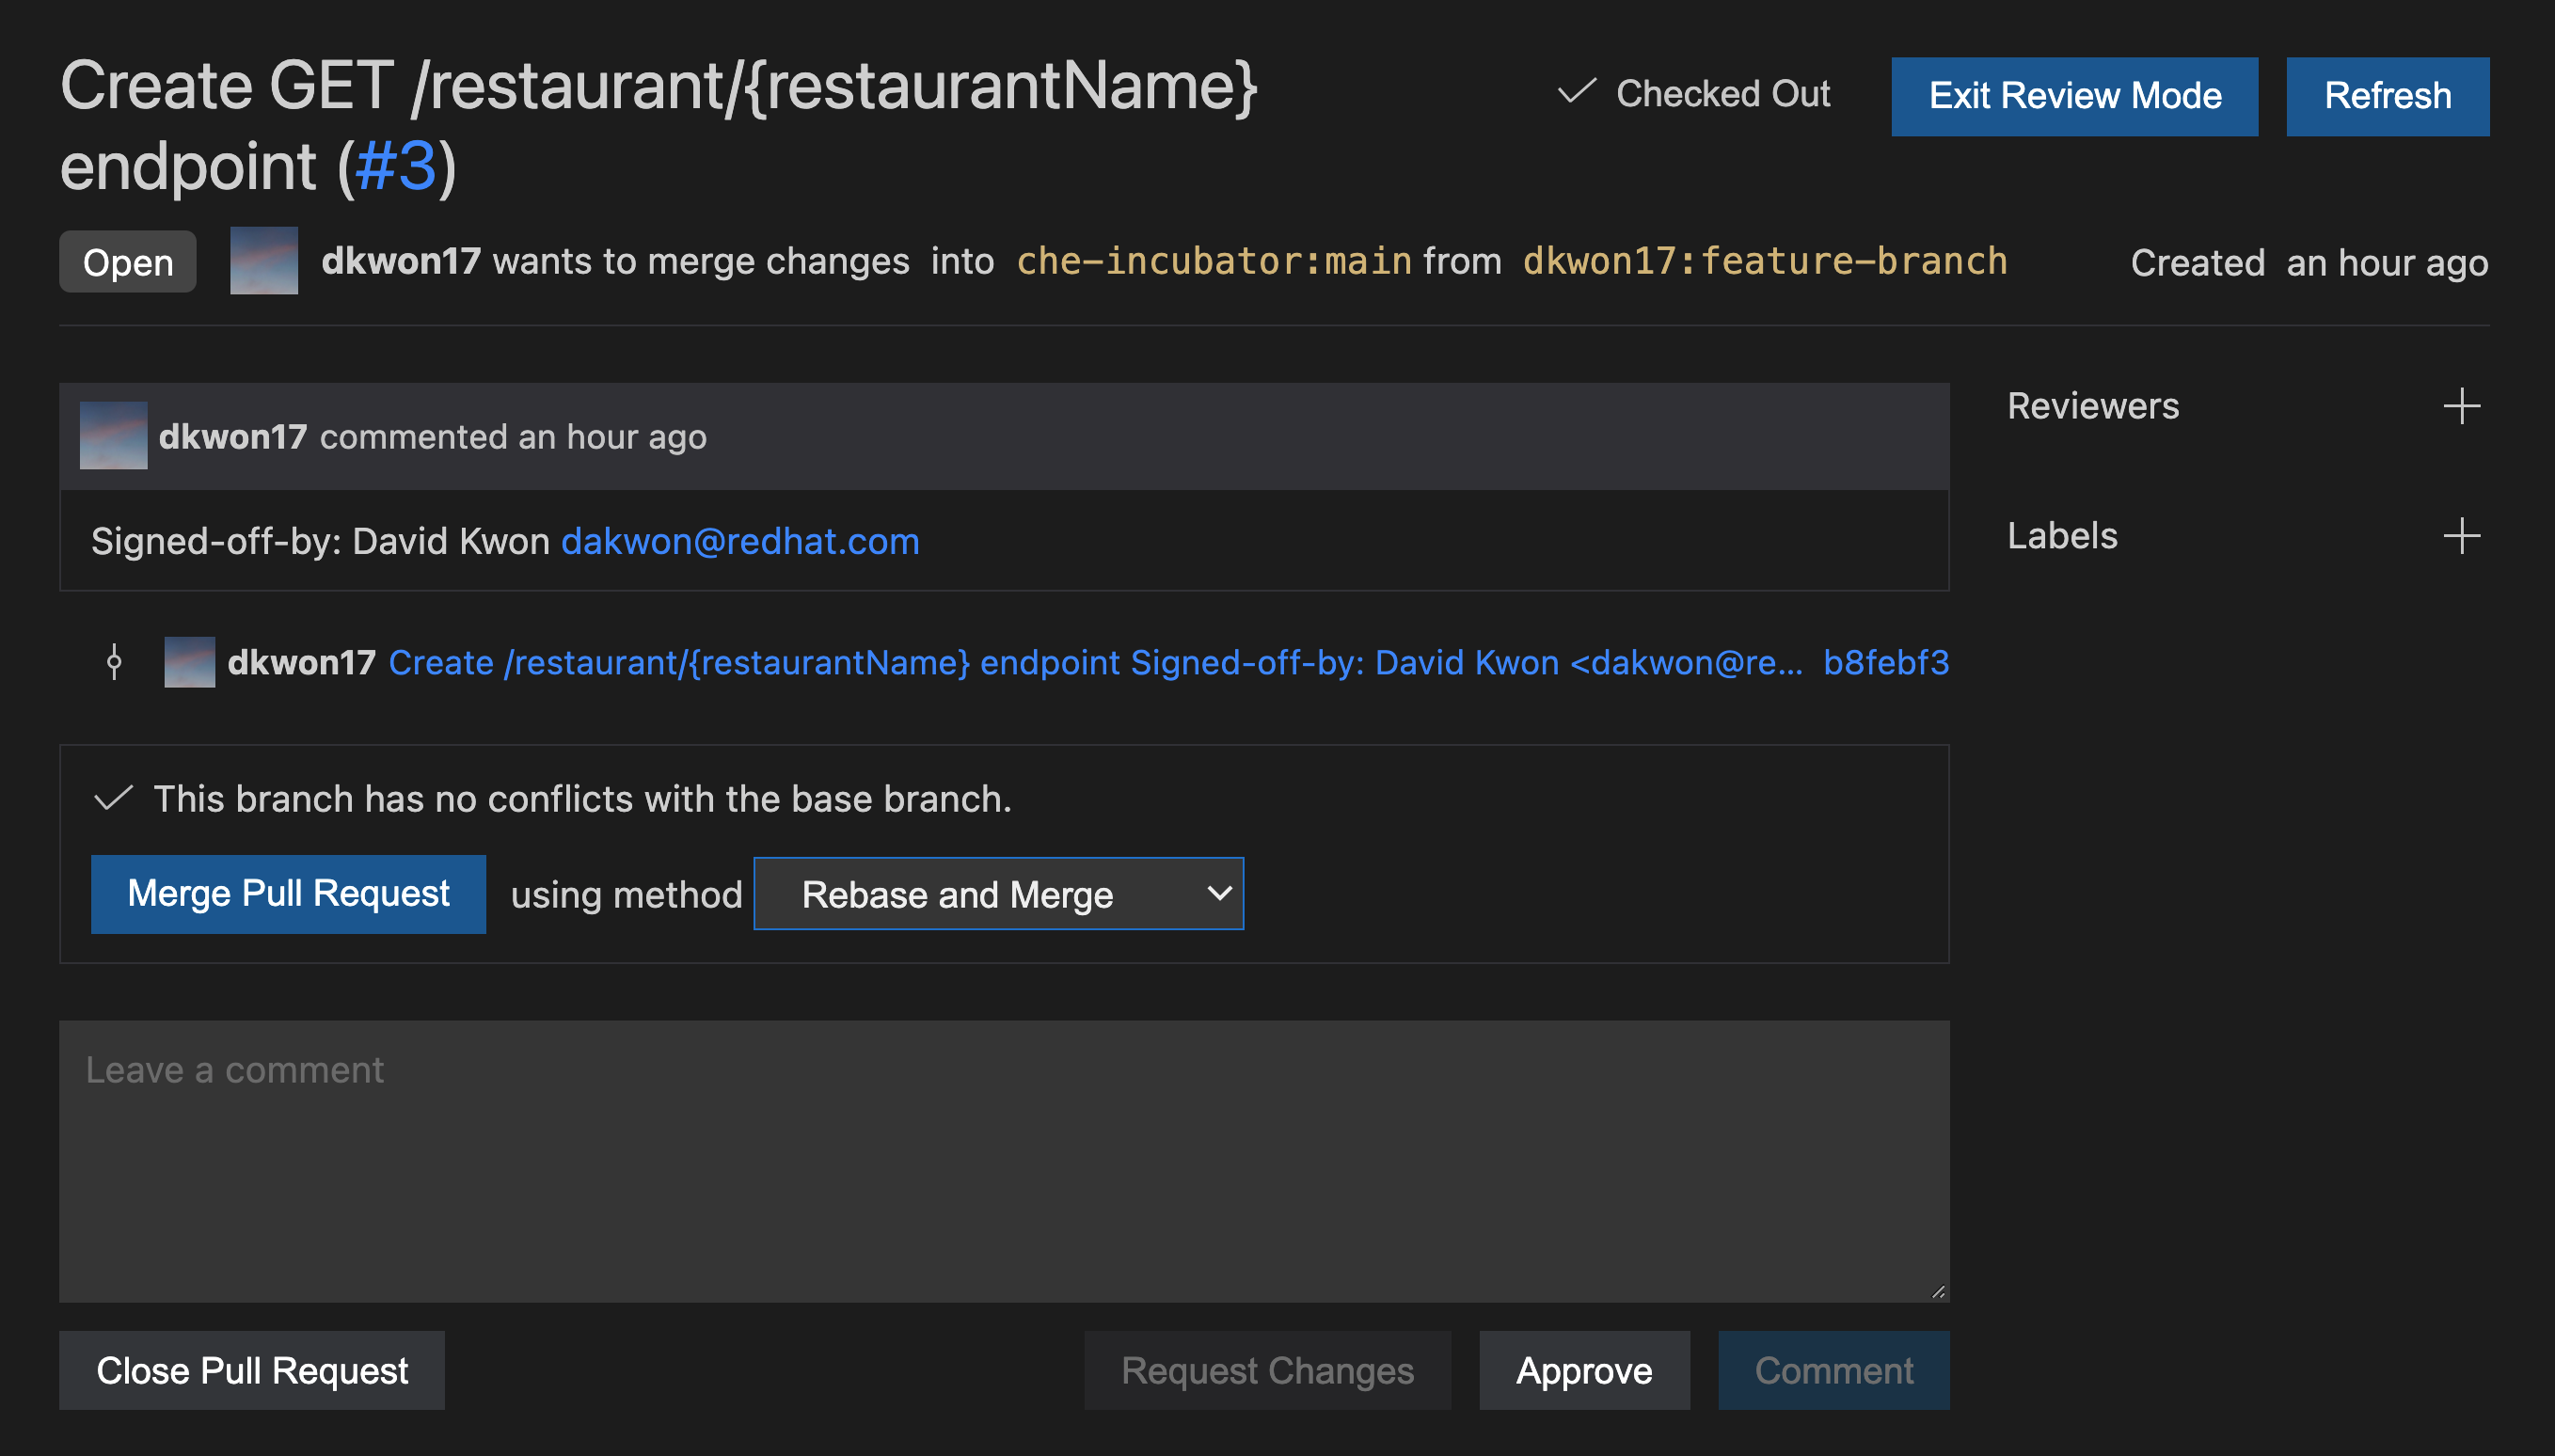 Create GET /restaurant/{restaurantName}
endpoint (#3)
Checked Out
Exit Review Mode
Refresh
Open
dkwon17 wants to merge changes into che-incubator:main from dkwon17:feature-branch
Created an hour ago
dkwon17 commented an hour ago
Signed-off-by: David Kwon dakwon@redhat.com
Reviewers
Labels
dkwon17 Create /restaurant/{restaurantName} endpoint Signed-off-by: David Kwon <dakwon@re... b8febf3
This branch has no conflicts with the base branch.
Merge Pull Request using method Rebase and Merge
Leave a comment
Close Pull Request
Request Changes
Approve
Comment